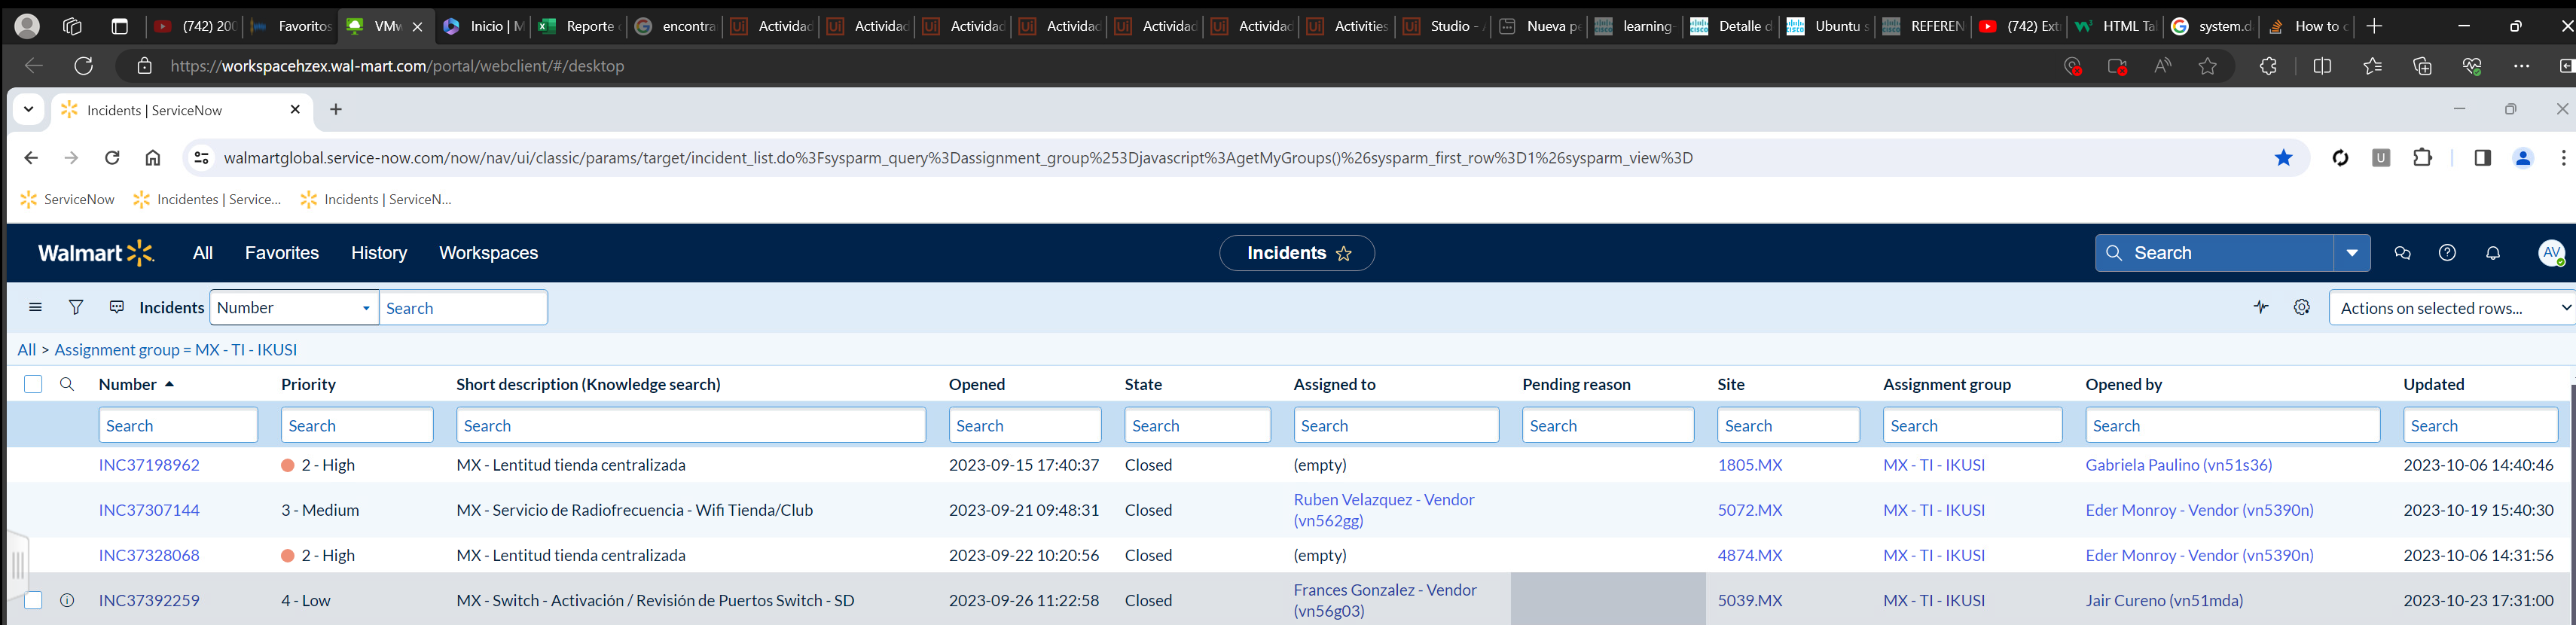 (742) 200
Favoritos
VMw
Inicio | M
Reporte
encontra
Actividad
Actividad
Actividad
Actividad
Actividad
Actividad
Activities
Studio -
Nueva pe
learning-
Detalle d
Ubuntu s
REFEREN
(742) Ext
HTML Tal
system.d
How to c
https://workspacehzex.wal-mart.com/portal/webclient/#/desktop
Incidents | ServiceNow
walmartglobal.service-now.com/now/nav/ui/classic/params/target/incident_list.do%3Fsysparm_query%3Dassignment_group%253Djavascript%3AgetMyGroups()%26sysparm_first_row%3D1%26sysparm_view%3D
U
ServiceNow Incidentes | Service... Incidents | ServiceN...
Walmart All Favorites History Workspaces Incidents Search AV
Incidents Number Search Actions on selected rows...
All > Assignment group = MX - TI - IKUSI
Number Priority Short description (Knowledge search) Opened State Assigned to Pending reason Site Assignment group Opened by Updated
Search Search Search Search Search Search Search Search Search Search Search
INC37198962 2 - High MX - Lentitud tienda centralizada 2023-09-15 17:40:37 Closed (empty) 1805.MX MX - TI - IKUSI Gabriela Paulino (vn51s36) 2023-10-06 14:40:46
INC37307144 3 - Medium MX - Servicio de Radiofrecuencia - Wifi Tienda/Club 2023-09-21 09:48:31 Closed Ruben Velazquez - Vendor
(vn562gg) 5072.MX MX - TI - IKUSI Eder Monroy - Vendor (vn5390n) 2023-10-19 15:40:30
INC37328068 2 - High MX - Lentitud tienda centralizada 2023-09-22 10:20:56 Closed (empty) 4874.MX MX - TI - IKUSI Eder Monroy - Vendor (vn5390n) 2023-10-06 14:31:56
INC37392259 4 - Low MX - Switch - Activación / Revisión de Puertos Switch - SD 2023-09-26 11:22:58 Closed Frances Gonzalez - Vendor
(vn56g03) 5039.MX MX - TI - IKUSI Jair Cureno (vn51mda) 2023-10-23 17:31:00